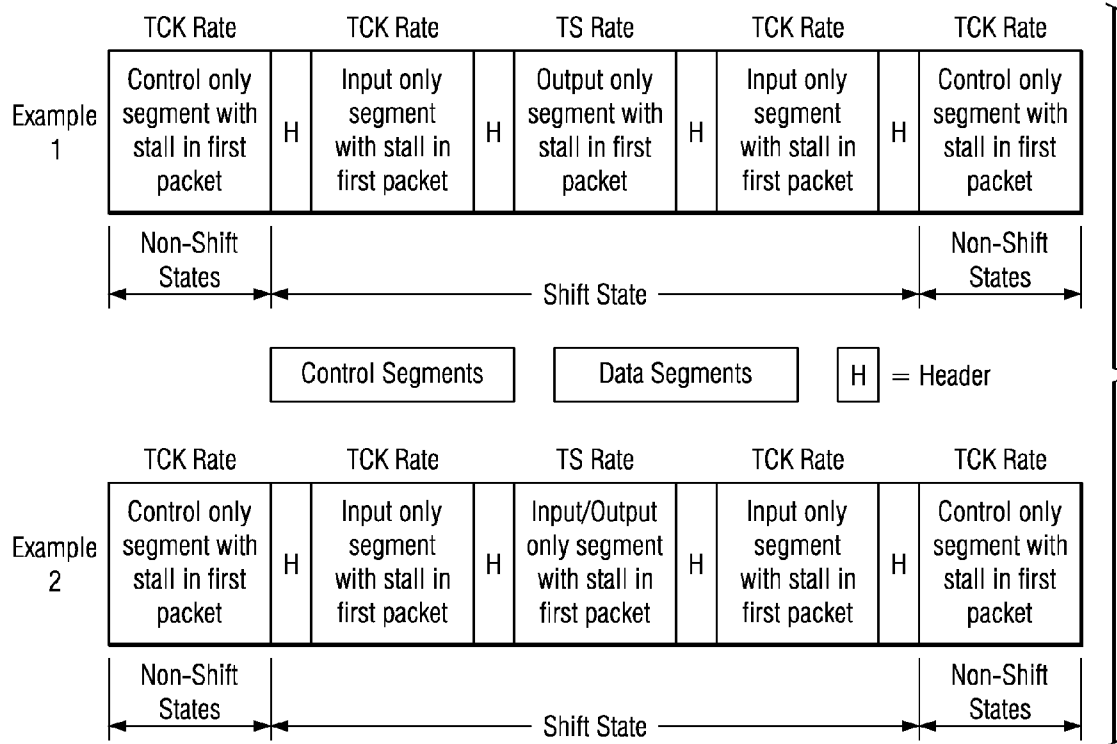 TCK Rate TCK Rate TS Rate TCK Rate TCK Rate
Example 1
Control only segment with stall in first packet
H
Input only segment with stall in first packet
H
Output only segment with stall in first packet
H
Input only segment with stall in first packet
H
Control only segment with stall in first packet
Non-Shift States
Shift State
Non-Shift States
Control Segments
Data Segments
H = Header
TCK Rate TCK Rate TS Rate TCK Rate TCK Rate
Example 2
Control only segment with stall in first packet
H
Input only segment with stall in first packet
H
Input/Output only segment with stall in first packet
H
Input only segment with stall in first packet
H
Control only segment with stall in first packet
Non-Shift States
Shift State
Non-Shift States